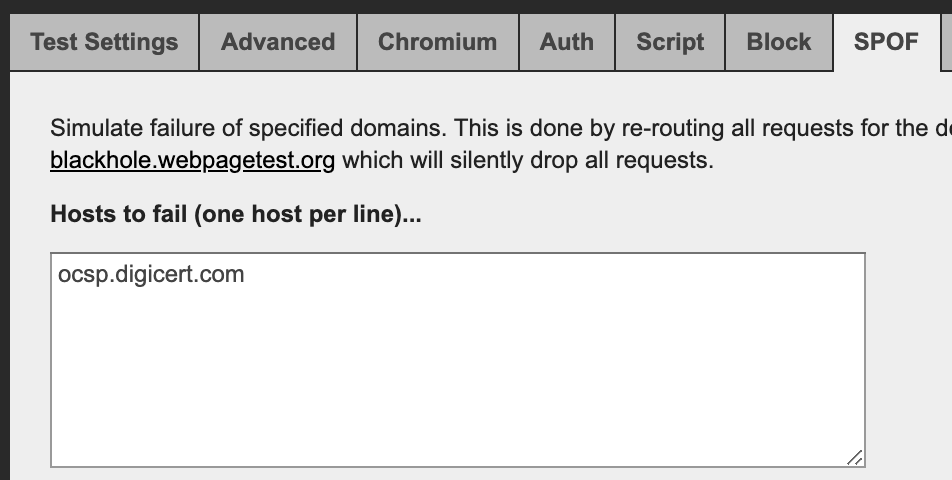 Test Settings Advanced Chromium Auth Script Block SPOF
Simulate failure of specified domains. This is done by re-routing all requests for the
blackhole.webpagetest.org which will silently drop all requests.
Hosts to fail (one host per line)...
ocsp.digicert.com